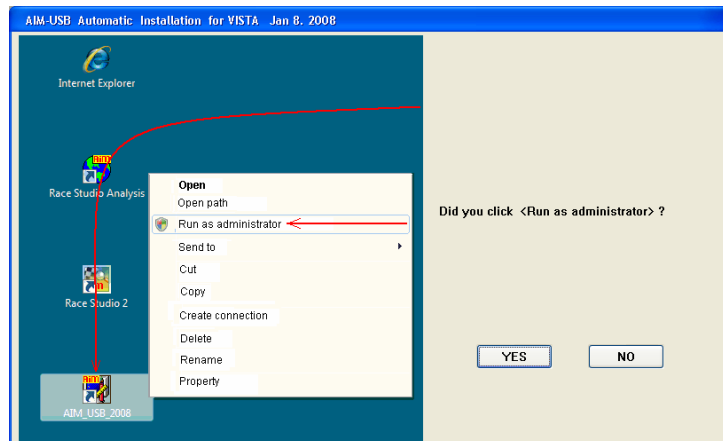 AIM-USB Automatic Installation for VISTA Jan 8. 2008
Internet Explorer
AIM
Race Studio Analysis
Race Studio 2
AIM
AIM_USB_2008
Open
Open path
Run as administrator
Send to
Cut
Copy
Create connection
Delete
Rename
Property
Did you click <Run as administrator> ?
YES
NO